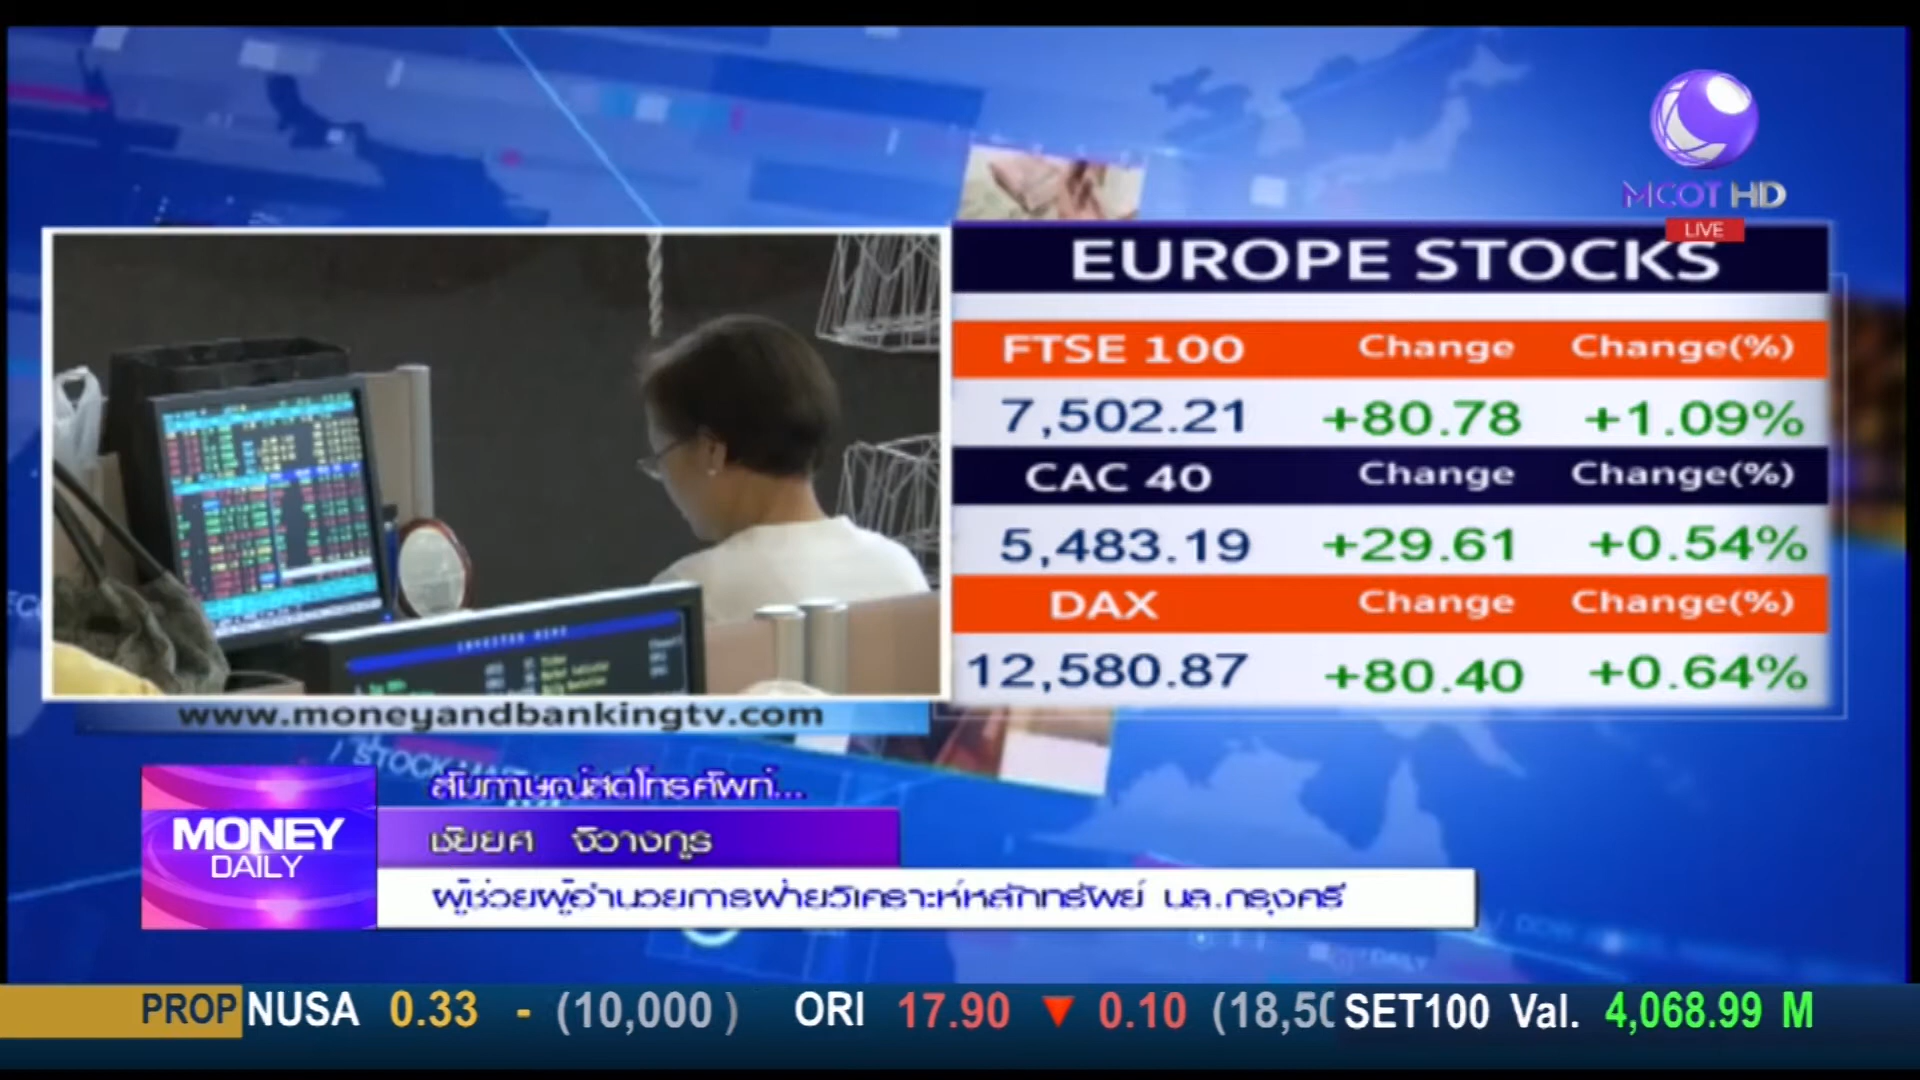 MCOT HD
LIVE
EUROPE STOCKS
FTSE 100 Change Change(%)
7,502.21 +80.78 +1.09%
CAC 40 Change Change(%)
5,483.19 +29.61 +0.54%
DAX Change Change(%)
12,580.87 +80.40 +0.64%
www.moneyandbankingtv.com
MONEY
DAILY
สัมภาษณ์สดโทรศัพท์...
ชัยยศ จิวางกูร
ผู้ช่วยผู้อำนวยการฝ่ายวิเคราะห์หลักทรัพย์ บล.กรุงศรี
PROP NUSA 0.33 - (10,000) ORI 17.90 ▼ 0.10 (18,50 SET100 Val. 4,068.99 M